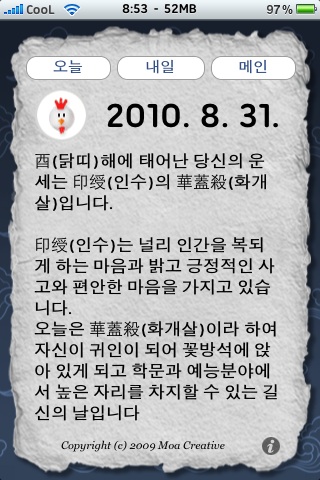 CooL 8:53 - 52MB 97%
오늘 내일 메인
2010. 8. 31.
酉(닭띠)해에 태어난 당신의 운
세는 印绶(인수)의 華蓋殺(화개
살)입니다.
印绶(인수)는 널리 인간을 복되
게 하는 마음과 밝고 긍정적인 사
고와 편안한 마음을 가지고 있습
니다.
오늘은 華蓋殺(화개살)이라 하여
자신이 귀인이 되어 꽃방석에 앉
아 있게 되고 학문과 예능분야에
서 높은 자리를 차지할 수 있는 길
신의 날입니다
Copyright (c) 2009 Moa Creative